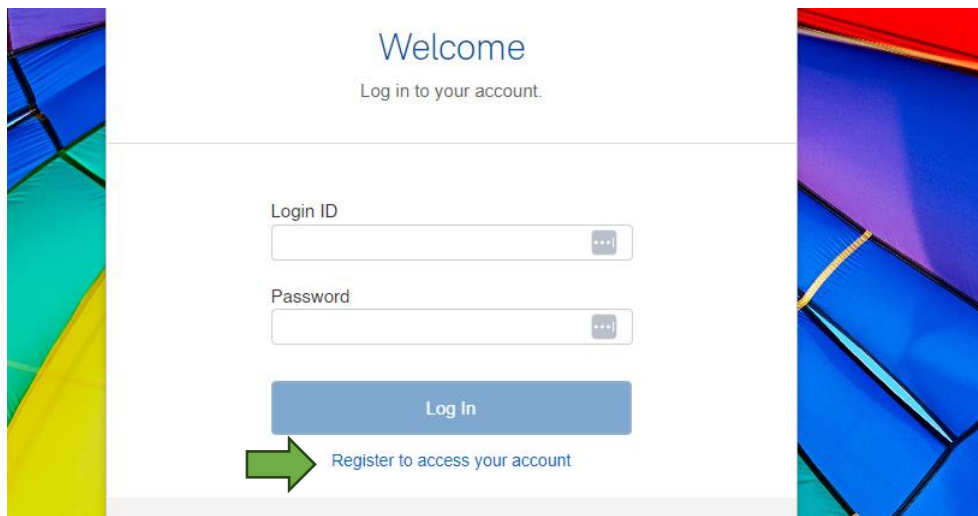 Welcome
Log in to your account.
Login ID
Password
Log In
Register to access your account